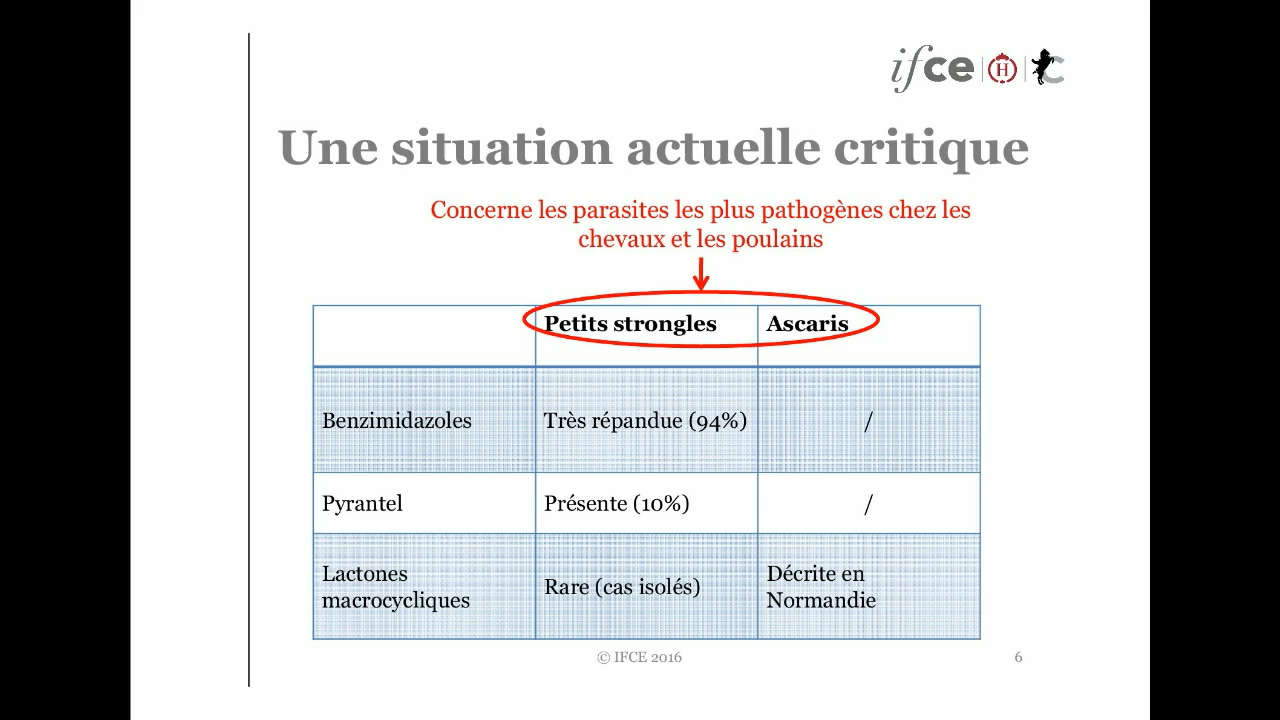 ifce H C
Une situation actuelle critique
Concerne les parasites les plus pathogènes chez les
chevaux et les poulains
Petits strongles Ascaris
Benzimidazoles Très répandue (94%) /
Pyrantel Présente (10%) /
Lactones
macrocycliques
Rare (cas isolés)
Décrite en
Normandie
© IFCE 2016 6